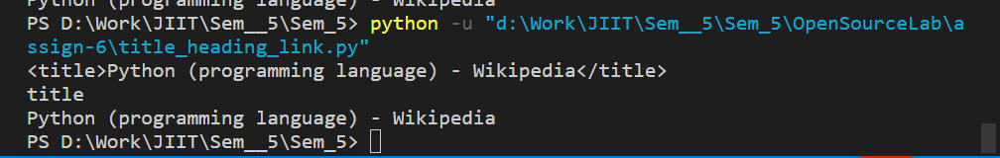 Python (programming language) - Wikipedia
PS D:\Work\JIIT\Sem__5\Sem_5> python -u "d:\Work\JIIT\Sem__5\Sem_5\OpenSourceLab\a
ssign-6\title_heading_link.py"
<title>Python (programming language) - Wikipedia</title>
title
Python (programming language) - Wikipedia
PS D:\Work\JIIT\Sem__5\Sem_5>